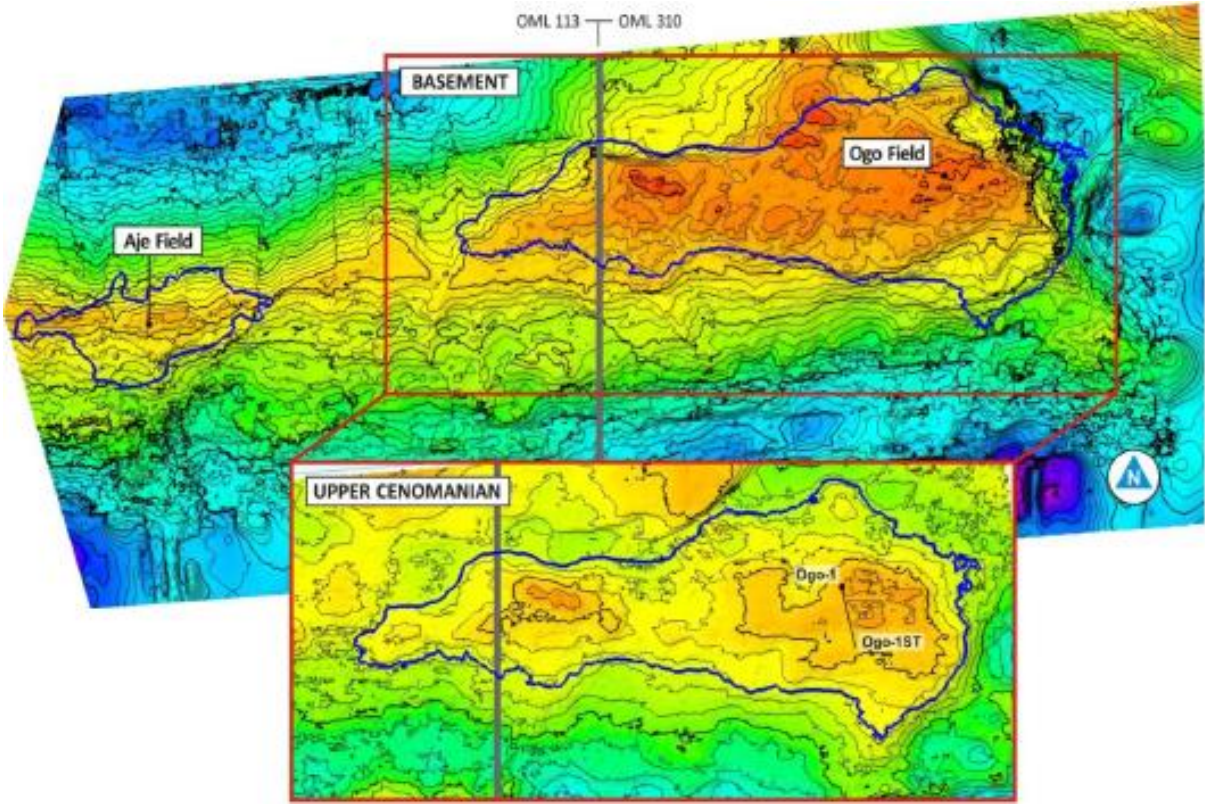 OML 113 OML 310
BASEMENT
Ogo Field
Aje Field
N
UPPER CENOMANIAN
Ogo-1
Ogo-1ST